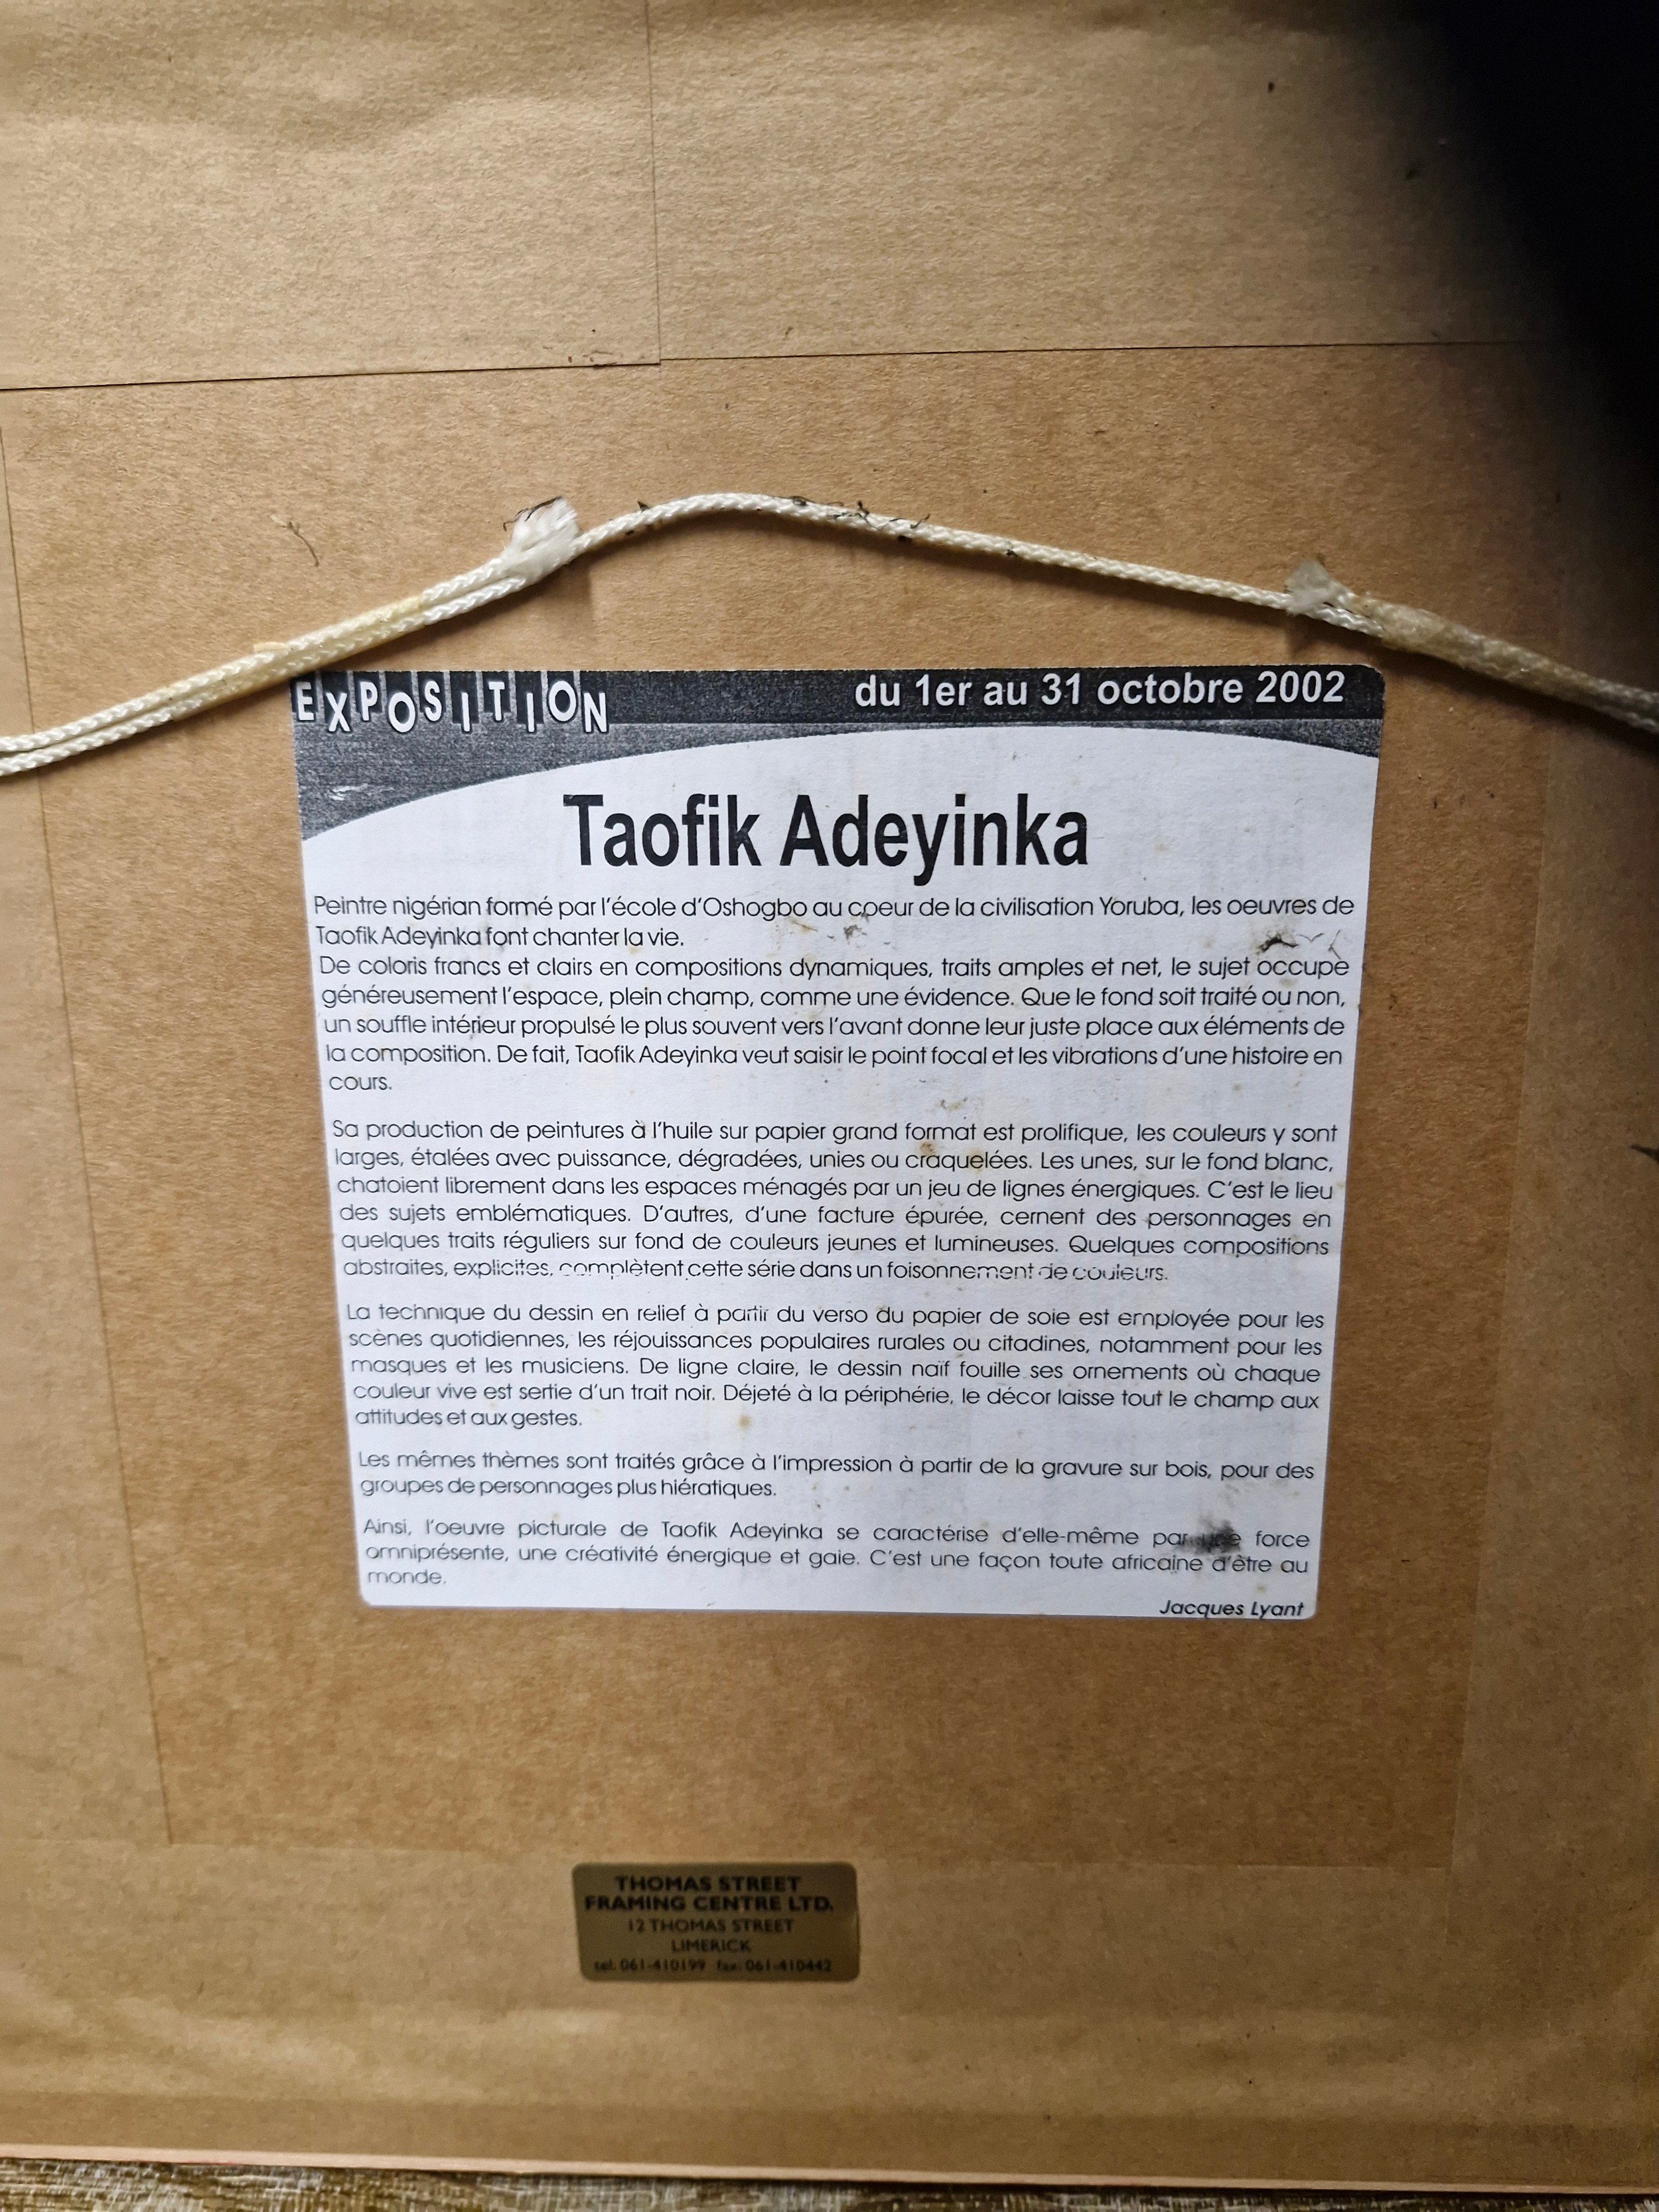 EXPOSITION du 1er au 31 octobre 2002
Taofik Adeyinka
Peintre nigérian formé par l'école d'Oshogbo au coeur de la civilisation Yoruba, les oeuvres de
Taofik Adeyinka font chanter la vie.
De coloris francs et clairs en compositions dynamiques, traits amples et net, le sujet occupe
généreusement l'espace, plein champ, comme une évidence. Que le fond soit traité ou non,
un souffle intérieur propulsé le plus souvent vers l'avant donne leur juste place aux éléments de
la composition. De fait, Taofik Adeyinka veut saisir le point focal et les vibrations d'une histoire en
cours.
Sa production de peintures à l'huile sur papier grand format est prolifique, les couleurs y sont
larges, étalées avec puissance, dégradées, unies ou craquelées. Les unes, sur le fond blanc,
chatoient librement dans les espaces ménagés par un jeu de lignes énergiques. C'est le lieu
des sujets emblématiques. D'autres, d'une facture épurée, cernent des personnages en
quelques traits réguliers sur fond de couleurs jeunes et lumineuses. Quelques compositions
abstraites, explicites, complètent cette série dans un foisonnement de couleurs.
La technique du dessin en relief à partir du verso du papier de soie est employée pour les
scènes quotidiennes, les réjouissances populaires rurales ou citadines, notamment pour les
masques et les musiciens. De ligne claire, le dessin naïf fouille ses ornements où chaque
couleur vive est sertie d'un trait noir. Déjeté à la périphérie, le décor laisse tout le champ aux
attitudes et aux gestes.
Les mêmes thèmes sont traités grâce à l'impression à partir de la gravure sur bois, pour des
groupes de personnages plus hiératiques.
Ainsi, l'oeuvre picturale de Taofik Adeyinka se caractérise d'elle-même par une force
omniprésente, une créativité énergique et gaie. C'est une façon toute africaine d'être au
monde.
Jacques Lyant
THOMAS STREET
FRAMING CENTRE LTD.
12 THOMAS STREET
LIMERICK
tel: 061-410199 fax: 061-410442